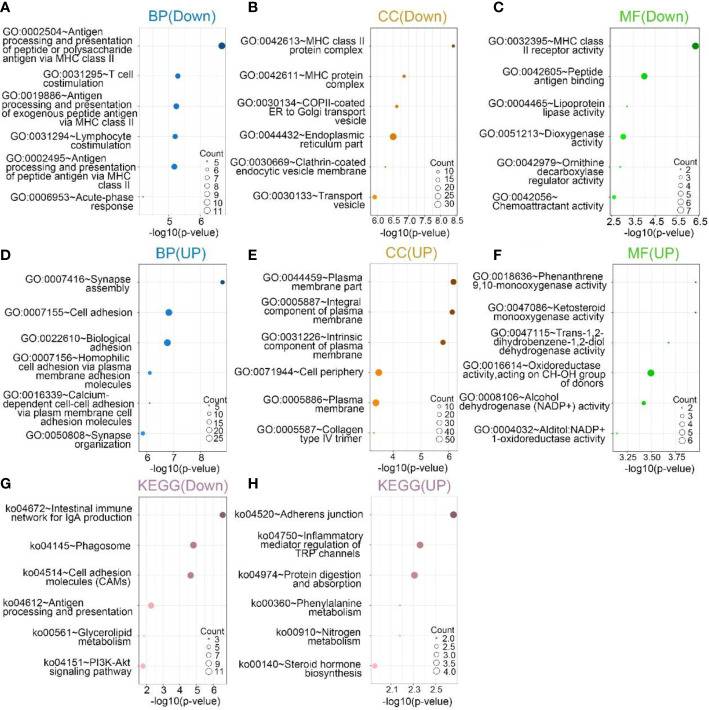 A
BP(Down)
GO:0002504~Antigen
processing and presentation
of peptide or polysaccharide
antigen via MHC class II
GO:0031295~T cell
costimulation
GO:0019886~Antigen
processing and presentation
of exogenous peptide antigen
via MHC class II
GO:0031294~Lymphocyte
costimulation
GO:0002495~Antigen
processing and presentation
of peptide antigen via MHC
class II
GO:0006953~Acute-phase
response
Count
5
6
7
8
9
10
11
5 6
-log10(p-velue)
B
CC(Down)
GO:0042613~MHC class II
protein complex
GO:0042611~MHC protein
complex
GO:0030134~COPII-coated
ER to Golgi transport
vesicle
GO:0044432~Endoplasmic
reticulum part
GO:0030669~Clathrin-coated
endocytic vesicle membrane
GO:0030133~Transport
vesicle
Count
10
15
20
25
30
6.0 6.5 7.0 7.5 8.0 8.5
-log10(p-velue)
C
MF(Down)
GO:0032395~MHC class
II receptor activity
GO:0042605~Peptide
antigen binding
GO:0004465~Lipoprotein
lipase activity
GO:0051213~Dioxygenase
activity
GO:0042979~Ornithine
decarboxylase
regulator activity
GO:0042056~
Chemoattractant activity
Count
2
3
4
5
6
7
2.5 3.5 4.5 5.5 6.5
-log10(p-velue)
D
BP(UP)
GO:0007416~Synapse
assembly
GO:0007155~Cell adhesion
GO:0022610~Biological
adhesion
GO:0007156~Homophilic
cell adhesion via plasma
membrane adhesion
molecules
GO:0016339~Calcium-
dependent cell-cell adhesion
via plasm membrane cell
adhesion molecules
GO:0050808~Synapse
organization
Count
5
10
15
20
25
6 7 8
-log10(p-velue)
E
CC(UP)
GO:0044459~Plasma
membrane part
GO:0005887~Integral
component of plasma
membrane
GO:0031226~Intrinsic
component of plasma
membrane
GO:0071944~Cell periphery
GO:0005886~Plasma
membrane
GO:0005587~Collagen
type IV trimer
Count
10
20
30
40
50
4 5 6
-log10(p-velue)
F
MF(UP)
GO:0018636~Phenanthrene
9,10-monooxygenase activity
GO:0047086~Ketosteroid
monooxygenase activity
GO:0047115~Trans-1,2-
dihydrobenzene-1,2-diol
dehydrogenase activity
GO:0016614~Oxidoreductase
activity,acting on CH-OH group
of donors
GO:0008106~Alcohol
dehydrogenase (NADP+) activity
GO:0004032~Alditol:NADP+
1-oxidoreductase activity
Count
2
3
4
5
6
3.25 3.50 3.75
-log10(p-velue)
G
KEGG(Down)
ko04672~Intestinal immune
network for IgA production
ko04145~Phagosome
ko04514~Cell adhesion
molecules (CAMs)
ko04612~Antigen
processing and presentation
ko00561~Glycerolipid
metabolism
ko04151~PI3K-Akt
signaling pathway
Count
3
5
7
9
11
2 3 4 5 6
-log10(p-velue)
H
KEGG(UP)
ko04520~Adherens junction
ko04750~Inflammatory
mediator regulation of
TRP channels
ko04974~Protein digestion
and absorption
ko00360~Phenylalanine
metabolism
ko00910~Nitrogen
metabolism
ko00140~Steroid hormone
biosynthesis
Count
2.0
2.5
3.0
3.5
4.0
2.1 2.3 2.5
-log10(p-velue)